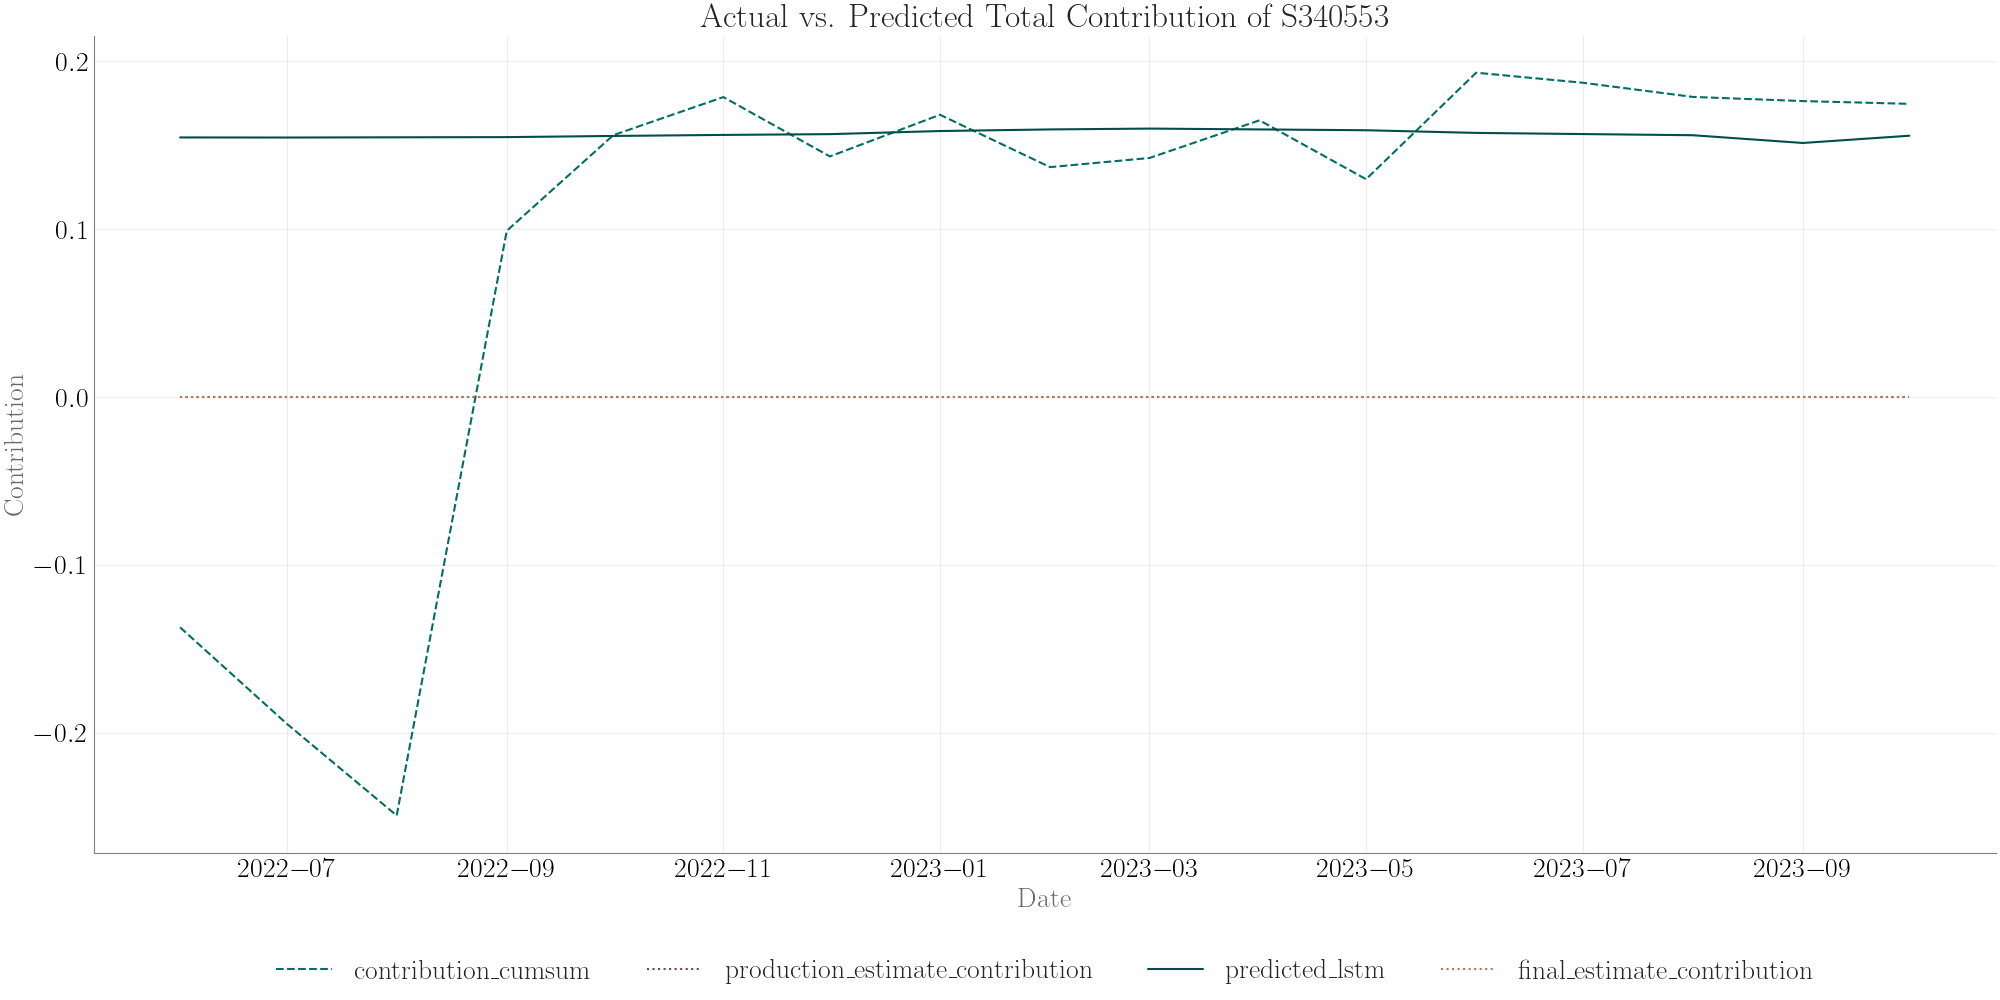 Actual vs. Predicted Total Contribution of S340553
0.2
0.1
0.0
−0.1
−0.2
Contribution
2022−07 2022−09 2022−11 2023−01 2023−03 2023−05 2023−07 2023−09
Date
contribution_cumsum production_estimate_contribution predicted_lstm final_estimate_contribution